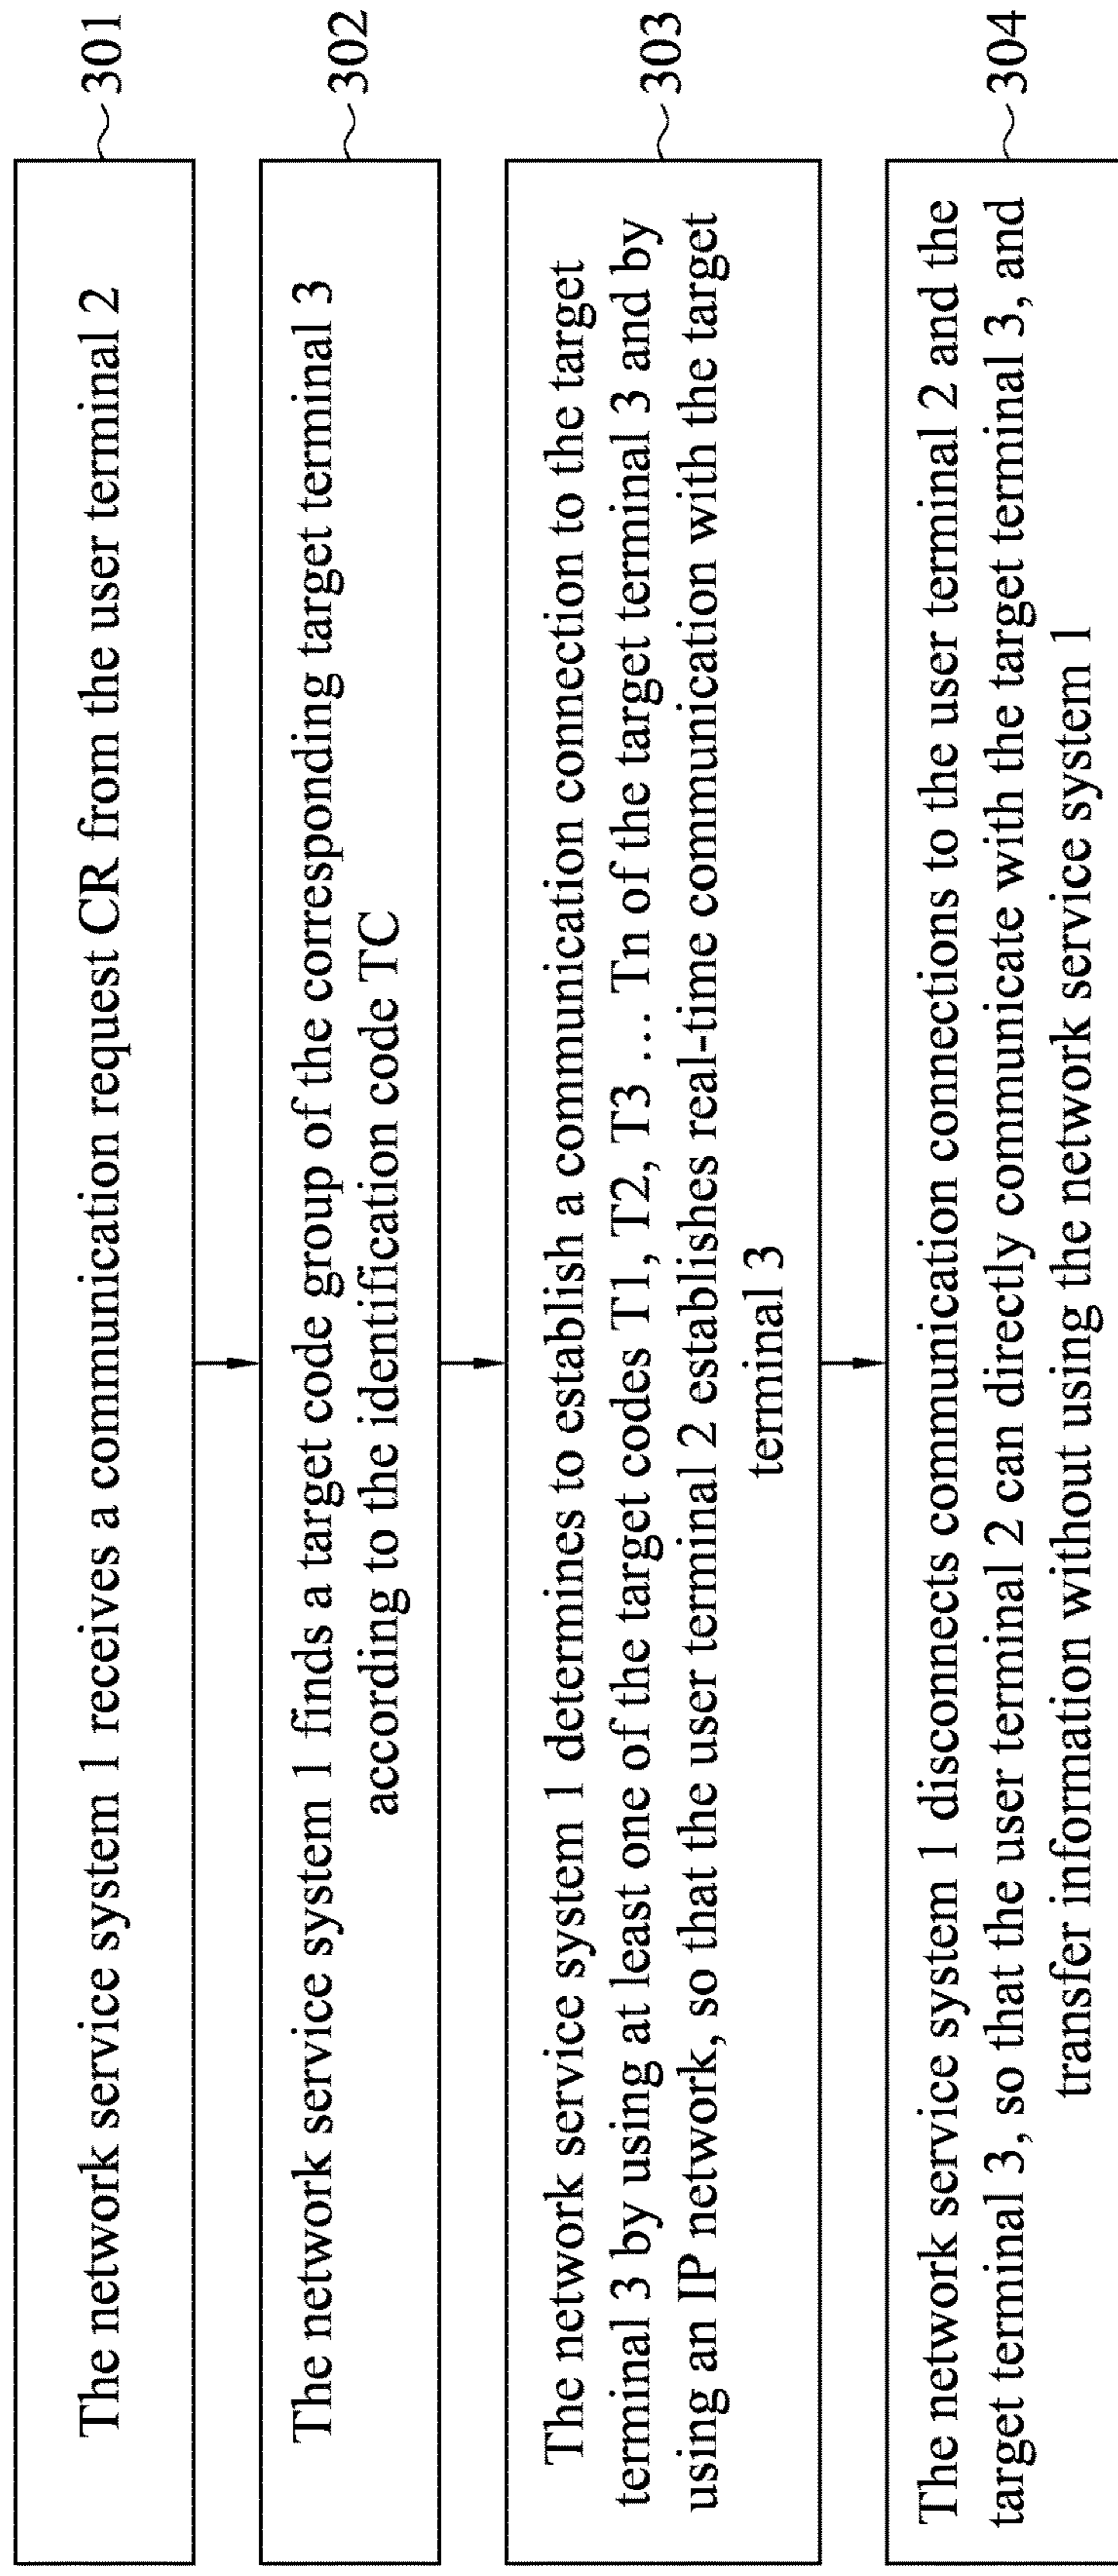 The network service system 1 receives a communication request CR from the user terminal 2
301
The network service system 1 finds a target code group of the corresponding target terminal 3
according to the identification code TC
302
The network service system 1 determines to establish a communication connection to the target
terminal 3 by using at least one of the target codes T1, T2, T3 ... Tn of the target terminal 3 and by
using an IP network, so that the user terminal 2 establishes real-time communication with the target
terminal 3
303
The network service system 1 disconnects communication connections to the user terminal 2 and the
target terminal 3, so that the user terminal 2 can directly communicate with the target terminal 3, and
transfer information without using the network service system 1
304